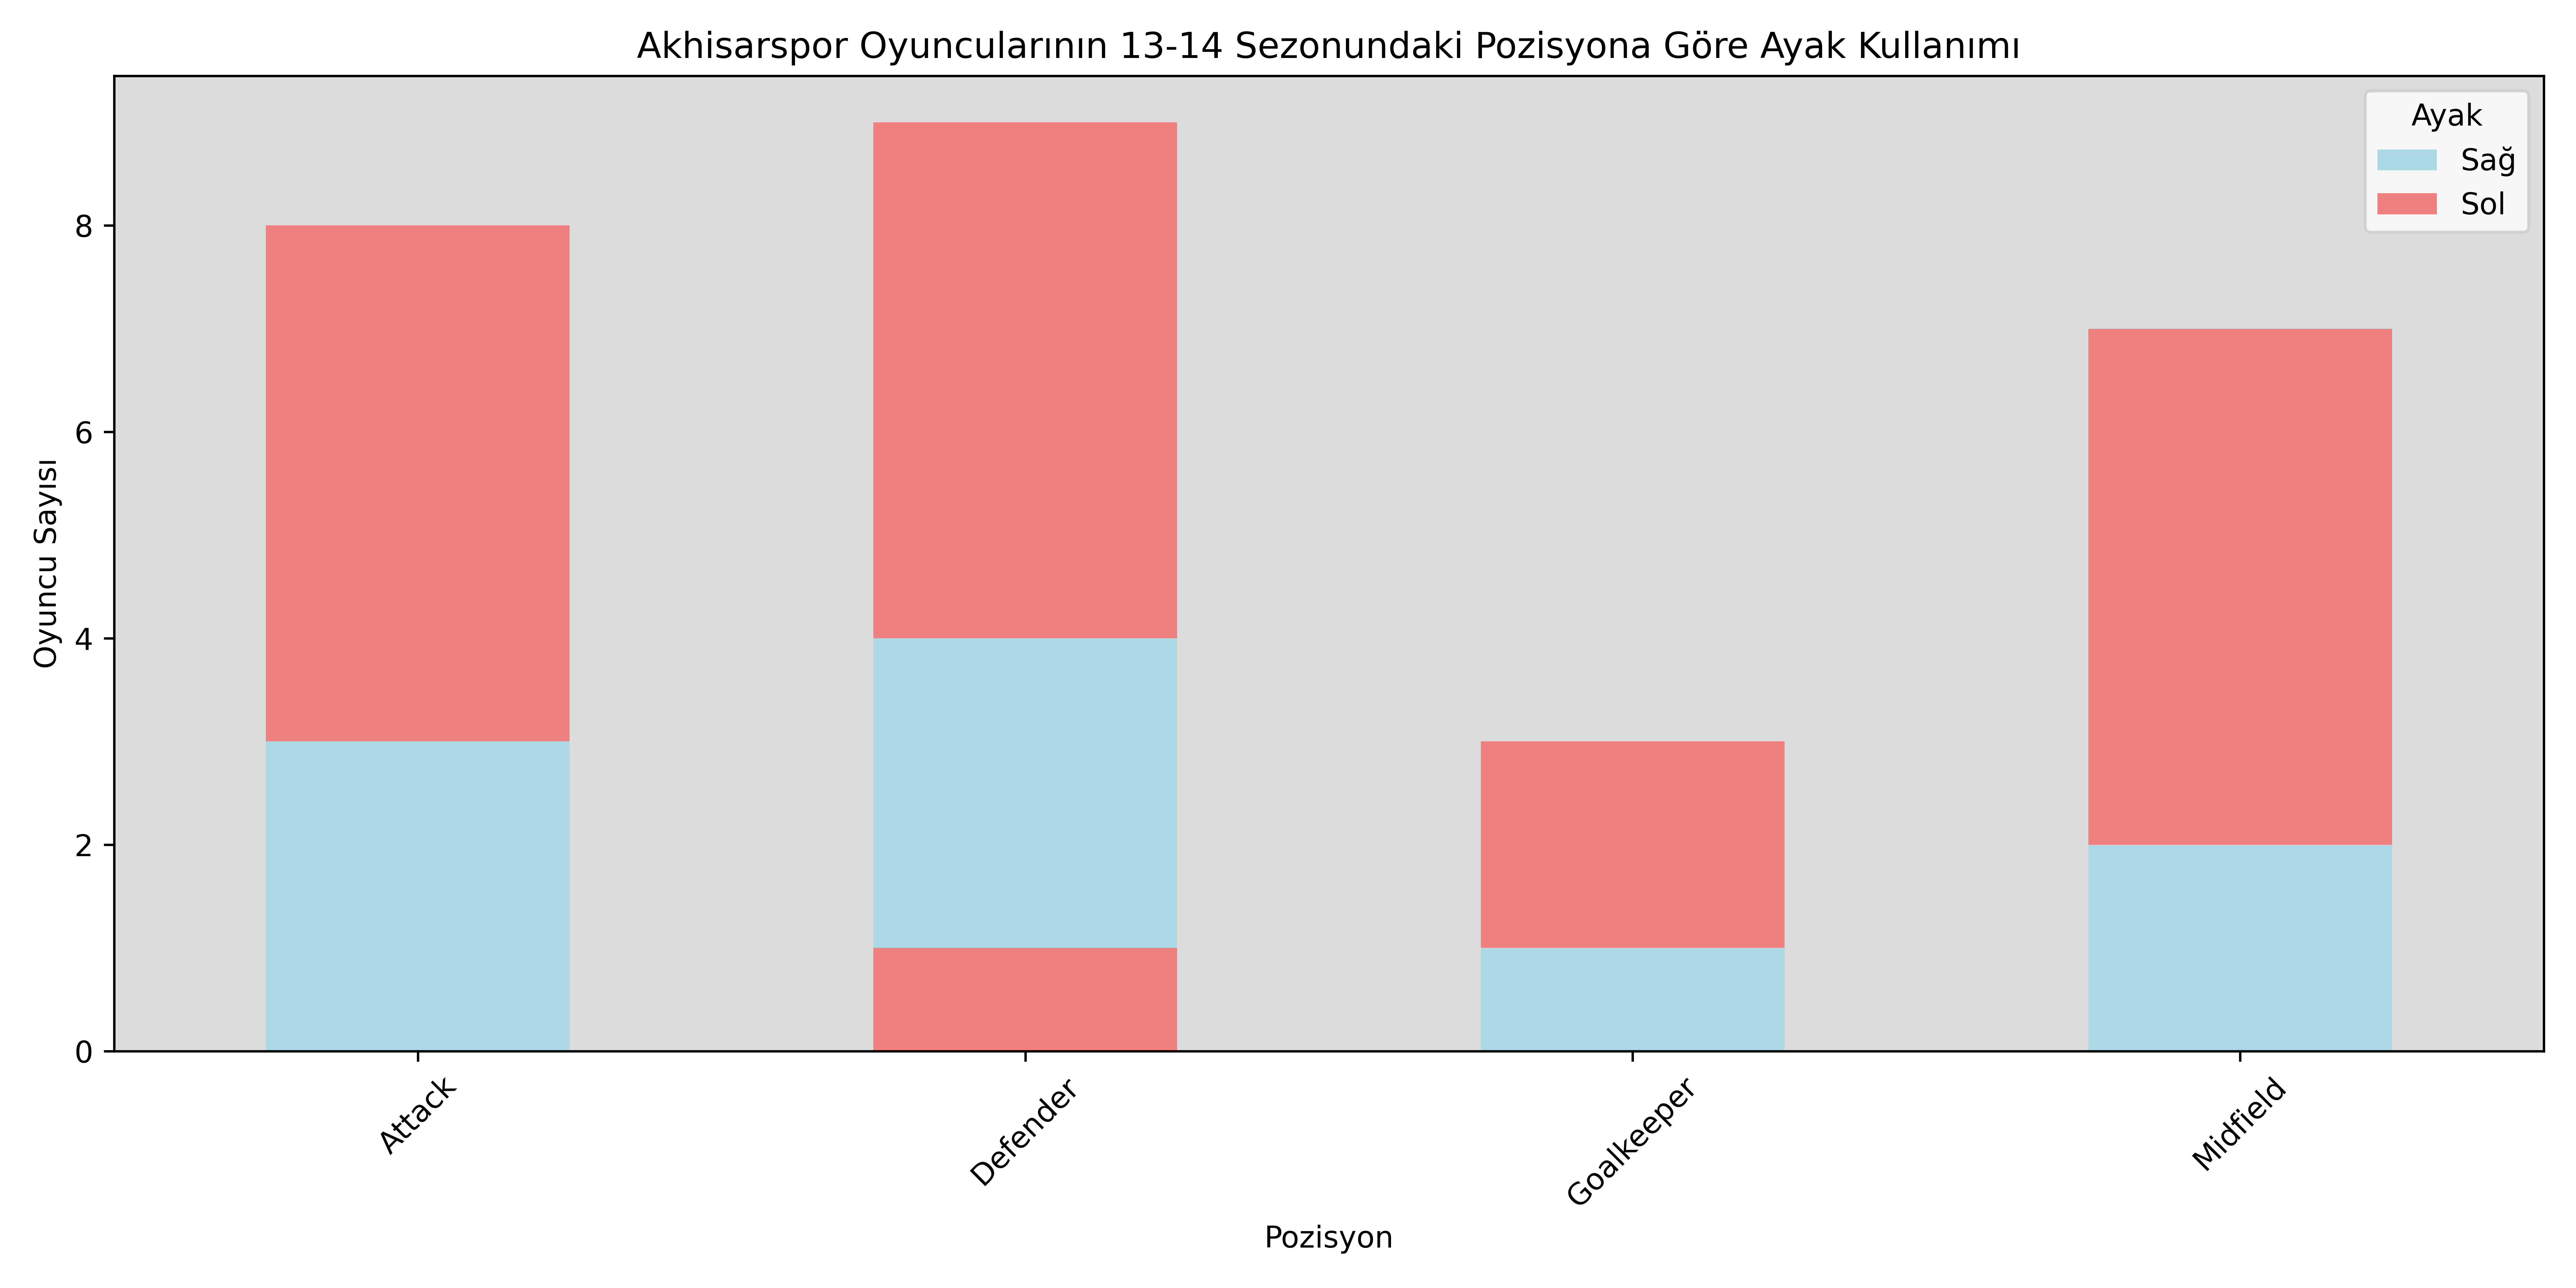 Akhisarspor Oyuncularının 13-14 Sezonundaki Pozisyona Göre Ayak Kullanımı
Ayak
Sağ
Sol
Oyuncu Sayısı
8
6
4
2
0
Attack
Defender
Goalkeeper
Midfield
Pozisyon